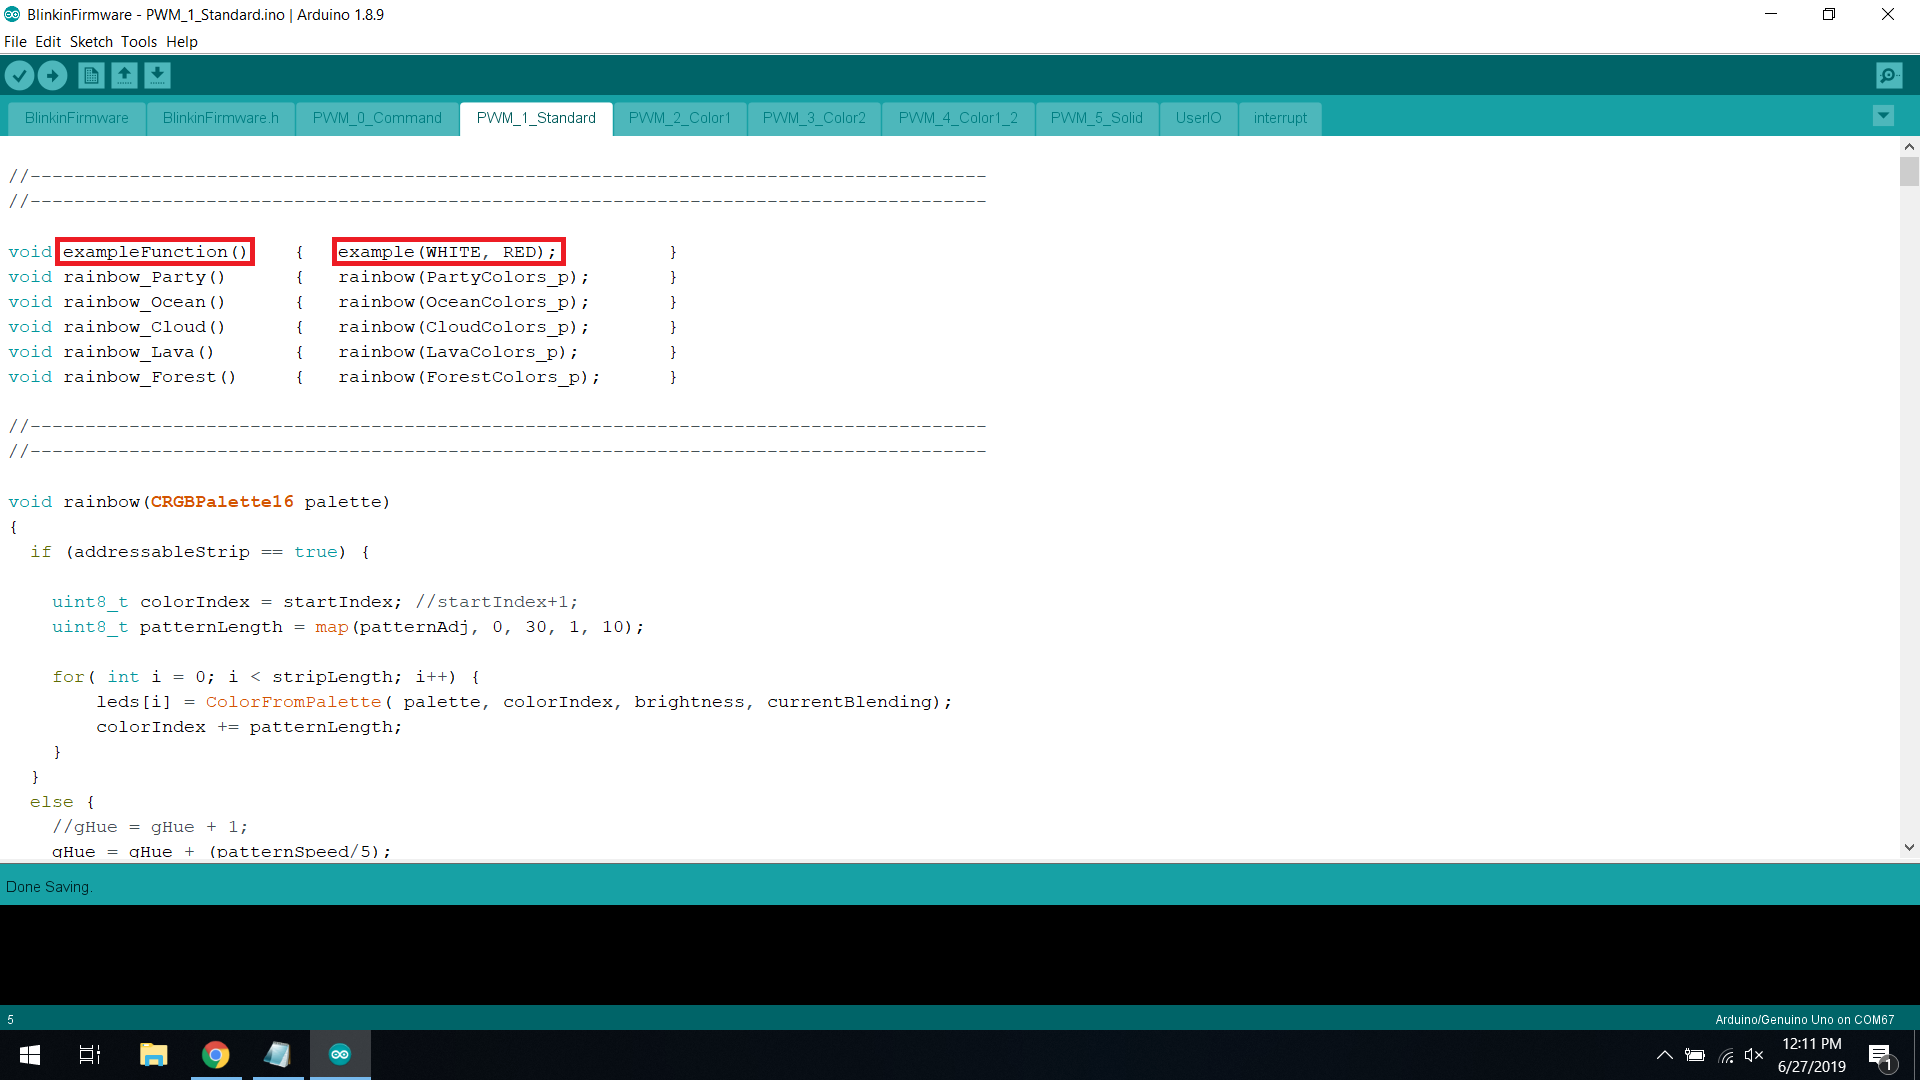 BlinkinFirmware - PWM_1_Standard.ino | Arduino 1.8.9
File Edit Sketch Tools Help
BlinkinFirmware BlinkinFirmware.h PWM_0_Command PWM_1_Standard PWM_2_Color1 PWM_3_Color2 PWM_4_Color1_2 PWM_5_Solid UserIO interrupt
//---------------------------------------------------------------------------------------
//---------------------------------------------------------------------------------------
void exampleFunction() { example(WHITE, RED); }
void rainbow_Party() { rainbow(PartyColors_p); }
void rainbow_Ocean() { rainbow(OceanColors_p); }
void rainbow_Cloud() { rainbow(CloudColors_p); }
void rainbow_Lava() { rainbow(LavaColors_p); }
void rainbow_Forest() { rainbow(ForestColors_p); }
//---------------------------------------------------------------------------------------
//---------------------------------------------------------------------------------------
void rainbow(CRGBPalette16 palette)
{
if (addressableStrip == true) {
uint8_t colorIndex = startIndex; //startIndex+1;
uint8_t patternLength = map(patternAdj, 0, 30, 1, 10);
for( int i = 0; i < stripLength; i++) {
leds[i] = ColorFromPalette( palette, colorIndex, brightness, currentBlending);
colorIndex += patternLength;
}
}
else {
//gHue = gHue + 1;
gHue = gHue + (patternSpeed/5);
Done Saving.
5
Arduino/Genuino Uno on COM67
12:11 PM
6/27/2019
1